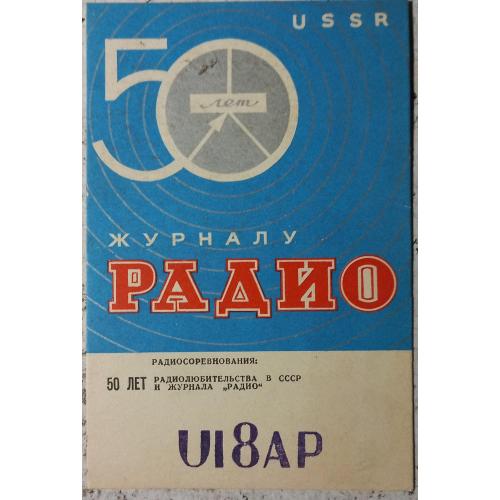 USSR
50
лет
ЖУРНАЛУ
РАДИО
РАДИОСОРЕВНОВАНИЯ:
50 ЛЕТ РАДИОЛЮБИТЕЛЬСТВА В СССР
И ЖУРНАЛА „РАДИО“
UI8AP